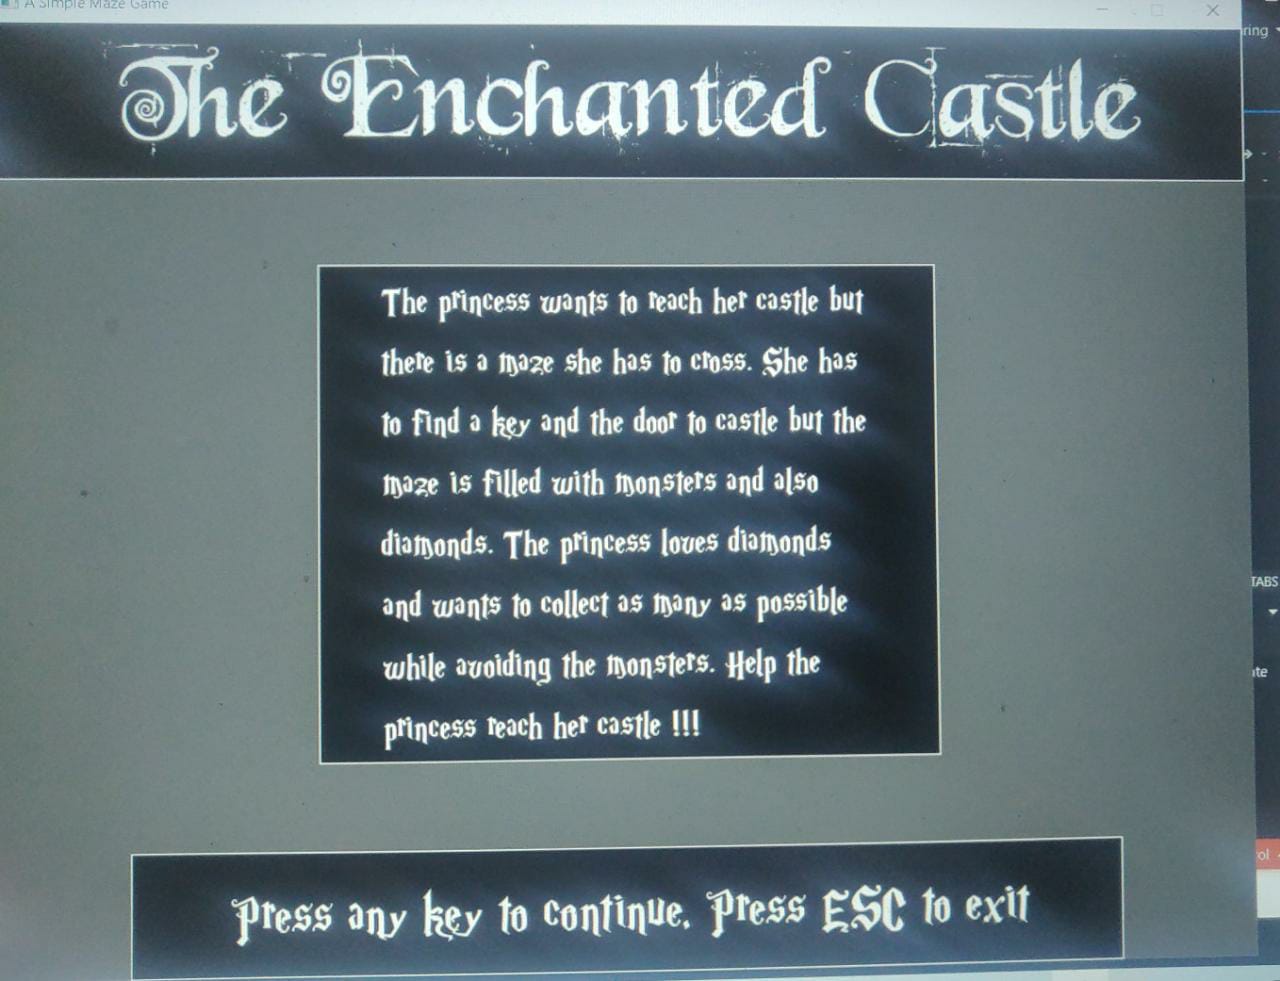 A Simple Maze Game
ring
The Enchanted Castle
The princess wants to reach her castle but
there is a maze she has to cross. She has
to find a key and the door to castle but the
maze is filled with monsters and also
diamonds. The princess loves diamonds
and wants to collect as many as possible
while avoiding the monsters. Help the
princess reach her castle !!!
TABS
Press any key to continue. Press ESC to exit